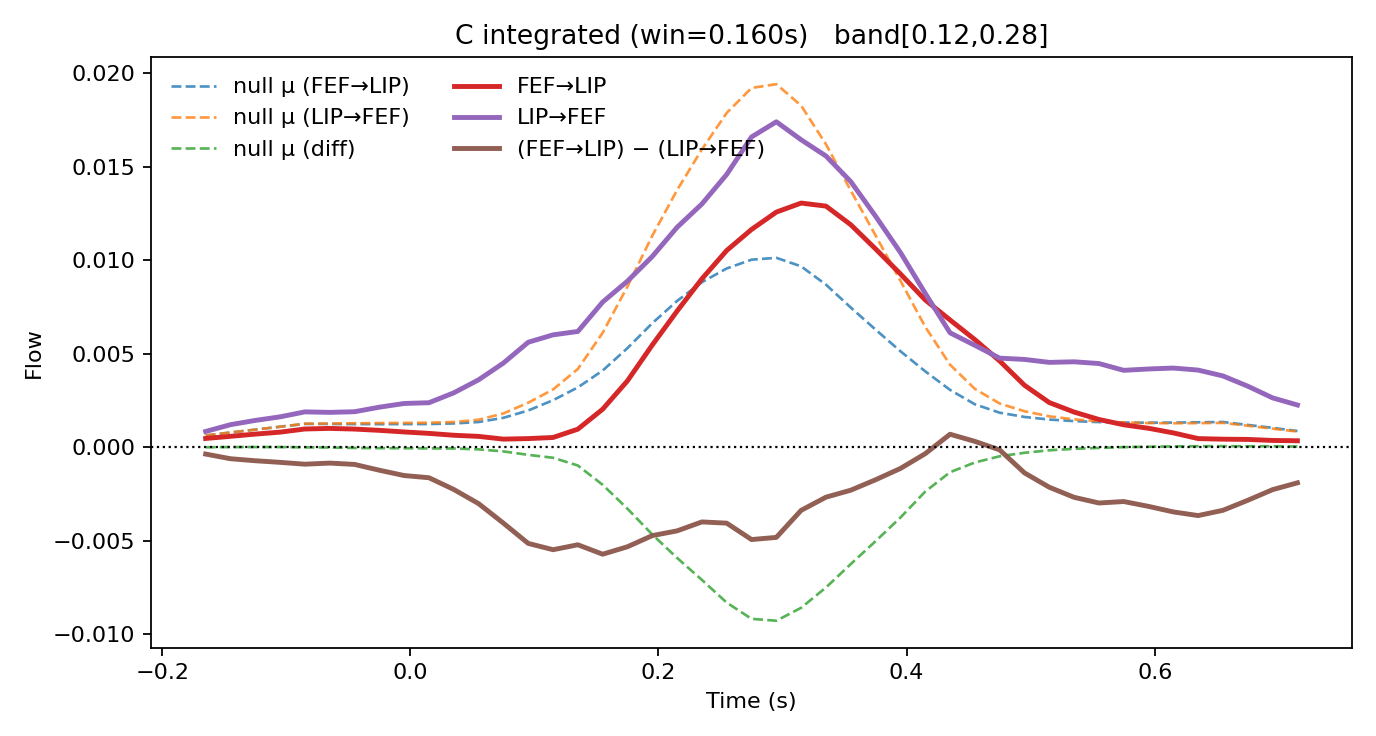 C integrated (win=0.160s)   band[0.12,0.28]
null μ (FEF→LIP)
null μ (LIP→FEF)
null μ (diff)
FEF→LIP
LIP→FEF
(FEF→LIP) − (LIP→FEF)
0.020
0.015
0.010
0.005
0.000
−0.005
−0.010
Flow
−0.2
0.0
0.2
0.4
0.6
Time (s)